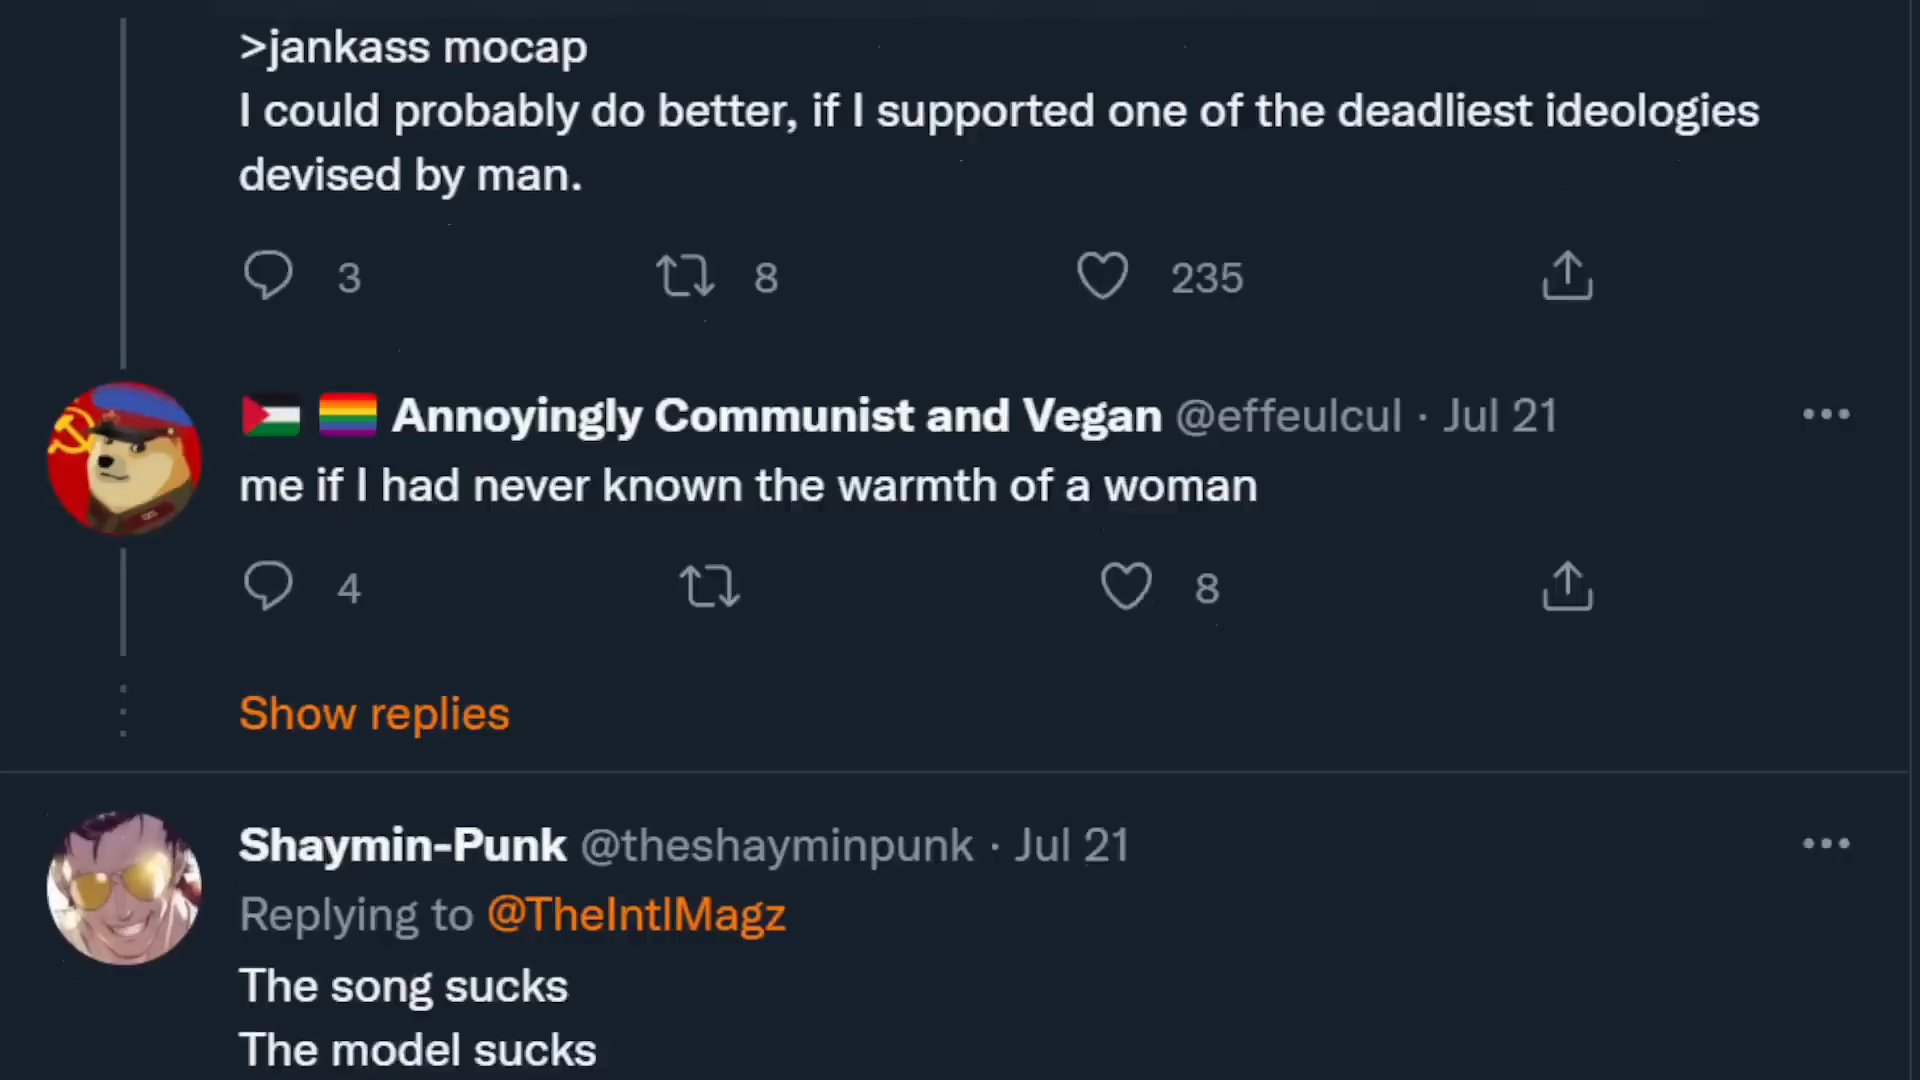 >jankass mocap
I could probably do better, if I supported one of the deadliest ideologies
devised by man.
3 8 235
🇵🇸 🏳️‍🌈 Annoyingly Communist and Vegan @effeulcul · Jul 21 ···
me if I had never known the warmth of a woman
4 8
Show replies
Shaymin-Punk @theshayminpunk · Jul 21 ···
Replying to @TheIntlMagz
The song sucks
The model sucks